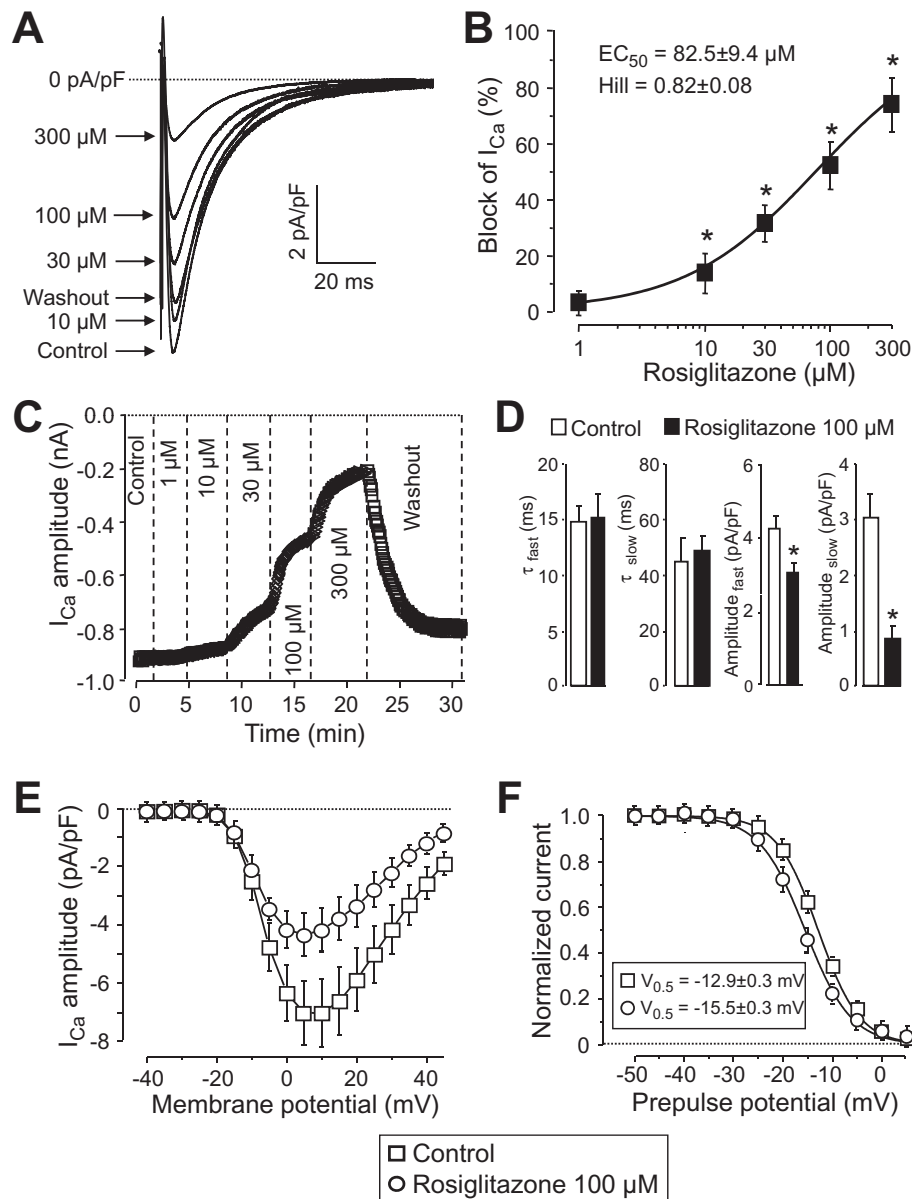 A
0 pA/pF
300 µM
100 µM
30 µM
Washout
10 µM
Control
2 pA/pF
20 ms
B
EC50 = 82.5±9.4 µM
Hill = 0.82±0.08
Block of ICa (%)
100
80
60
40
20
0
* * * * *
1 10 30 100 300
Rosiglitazone (µM)
C
ICa amplitude (nA)
0.0
-0.2
-0.4
-0.6
-0.8
-1.0
Control
1 µM
10 µM
30 µM
100 µM
300 µM
Washout
0 5 10 15 20 25 30
Time (min)
D
Control Rosiglitazone 100 µM
τ fast (ms)
20
15
10
5
0
τ slow (ms)
80
60
40
20
0
Amplitude fast (pA/pF)
6
4
2
0
*
Amplitude slow (pA/pF)
4
3
2
1
0
*
E
ICa amplitude (pA/pF)
0
-2
-4
-6
-8
-40 -20 0 20 40
Membrane potential (mV)
F
Normalized current
1.0
0.8
0.6
0.4
0.2
0
V0.5 = -12.9±0.3 mV
V0.5 = -15.5±0.3 mV
-50 -40 -30 -20 -10 0
Prepulse potential (mV)
Control
Rosiglitazone 100 µM